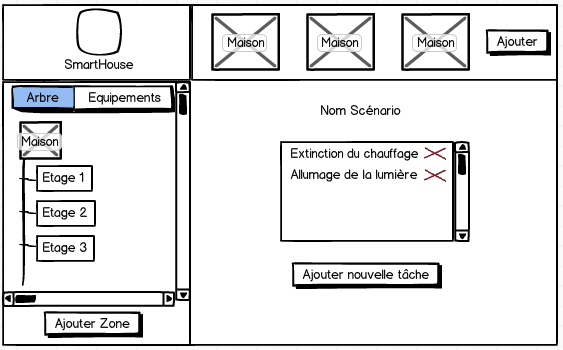 SmartHouse
Maison
Maison
Maison
Ajouter
Arbre
Equipements
Maison
Etage 1
Etage 2
Etage 3
Ajouter Zone
Nom Scénario
Extinction du chauffage
Allumage de la lumière
Ajouter nouvelle tâche